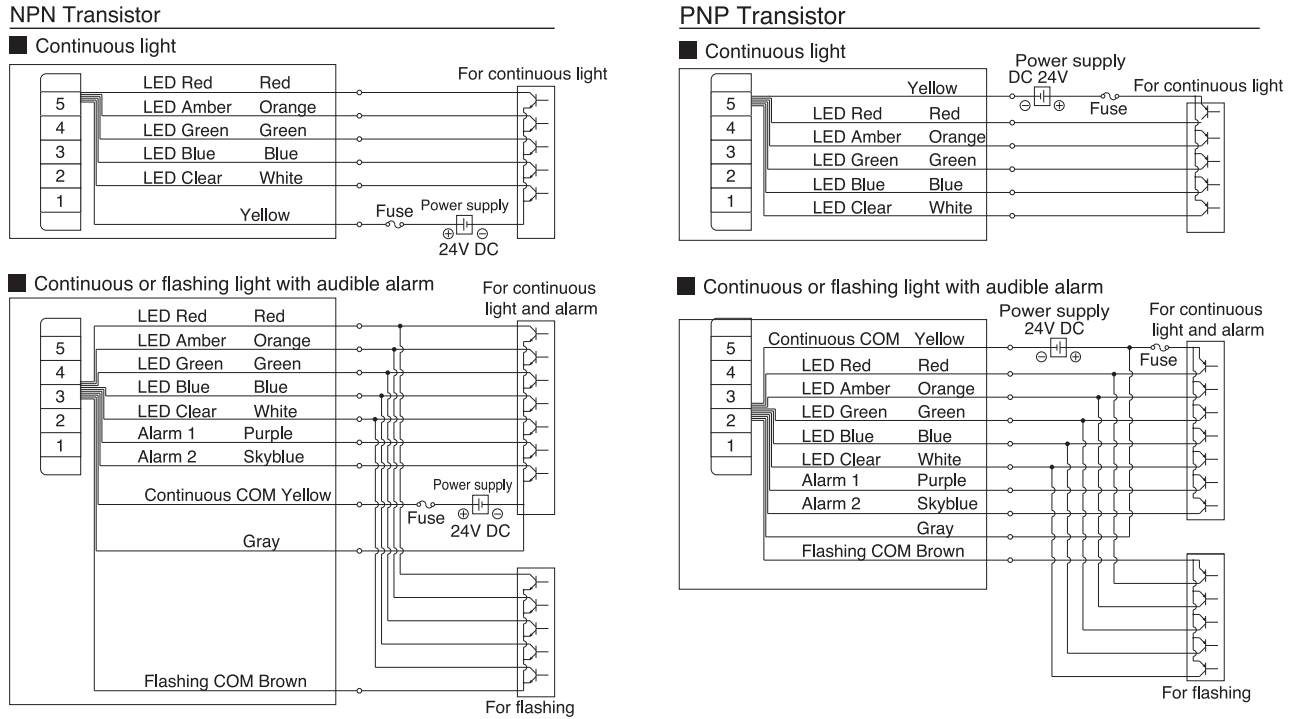 NPN Transistor
■ Continuous light
For continuous light
LED Red Red
LED Amber Orange
LED Green Green
LED Blue Blue
LED Clear White
Yellow
Fuse
Power supply
⊕ ⊖
24V DC
5
4
3
2
1
■ Continuous or flashing light with audible alarm
For continuous
light and alarm
LED Red Red
LED Amber Orange
LED Green Green
LED Blue Blue
LED Clear White
Alarm 1 Purple
Alarm 2 Skyblue
Continuous COM Yellow
Fuse
Power supply
⊕ ⊖
24V DC
Gray
Flashing COM Brown
For flashing
5
4
3
2
1
PNP Transistor
■ Continuous light
Power supply
DC 24V
⊖ ⊕
Fuse
For continuous light
Yellow
LED Red Red
LED Amber Orange
LED Green Green
LED Blue Blue
LED Clear White
5
4
3
2
1
■ Continuous or flashing light with audible alarm
Power supply
24V DC
⊖ ⊕
Fuse
For continuous
light and alarm
Continuous COM Yellow
LED Red Red
LED Amber Orange
LED Green Green
LED Blue Blue
LED Clear White
Alarm 1 Purple
Alarm 2 Skyblue
Gray
Flashing COM Brown
For flashing
5
4
3
2
1